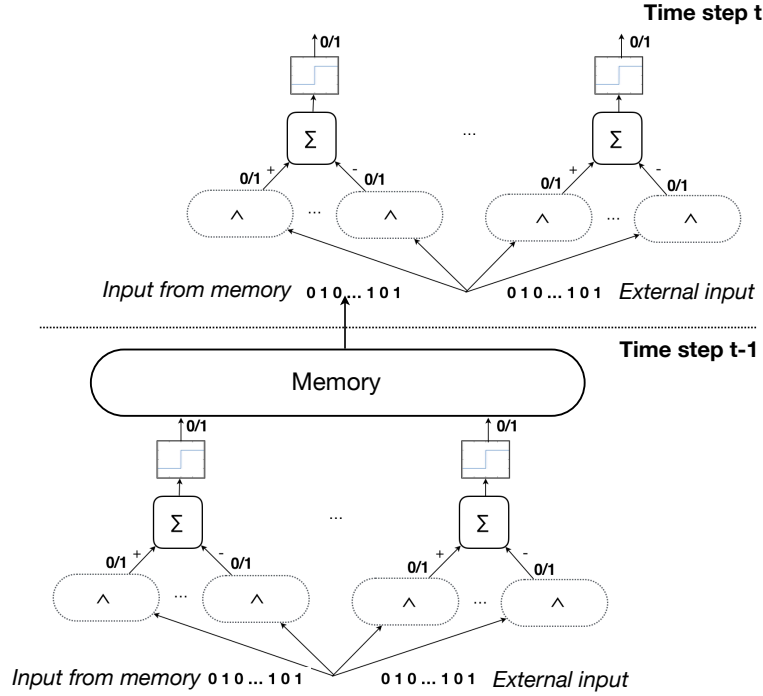 Time step t
0/1 0/1
Σ ... Σ
0/1 + - 0/1 0/1 + - 0/1
∧ ... ∧ ∧ ... ∧
Input from memory 0 1 0 ... 1 0 1 0 1 0 ... 1 0 1 External input
Time step t-1
Memory
0/1 0/1
Σ ... Σ
0/1 + - 0/1 0/1 + - 0/1
∧ ... ∧ ∧ ... ∧
Input from memory 0 1 0 ... 1 0 1 0 1 0 ... 1 0 1 External input